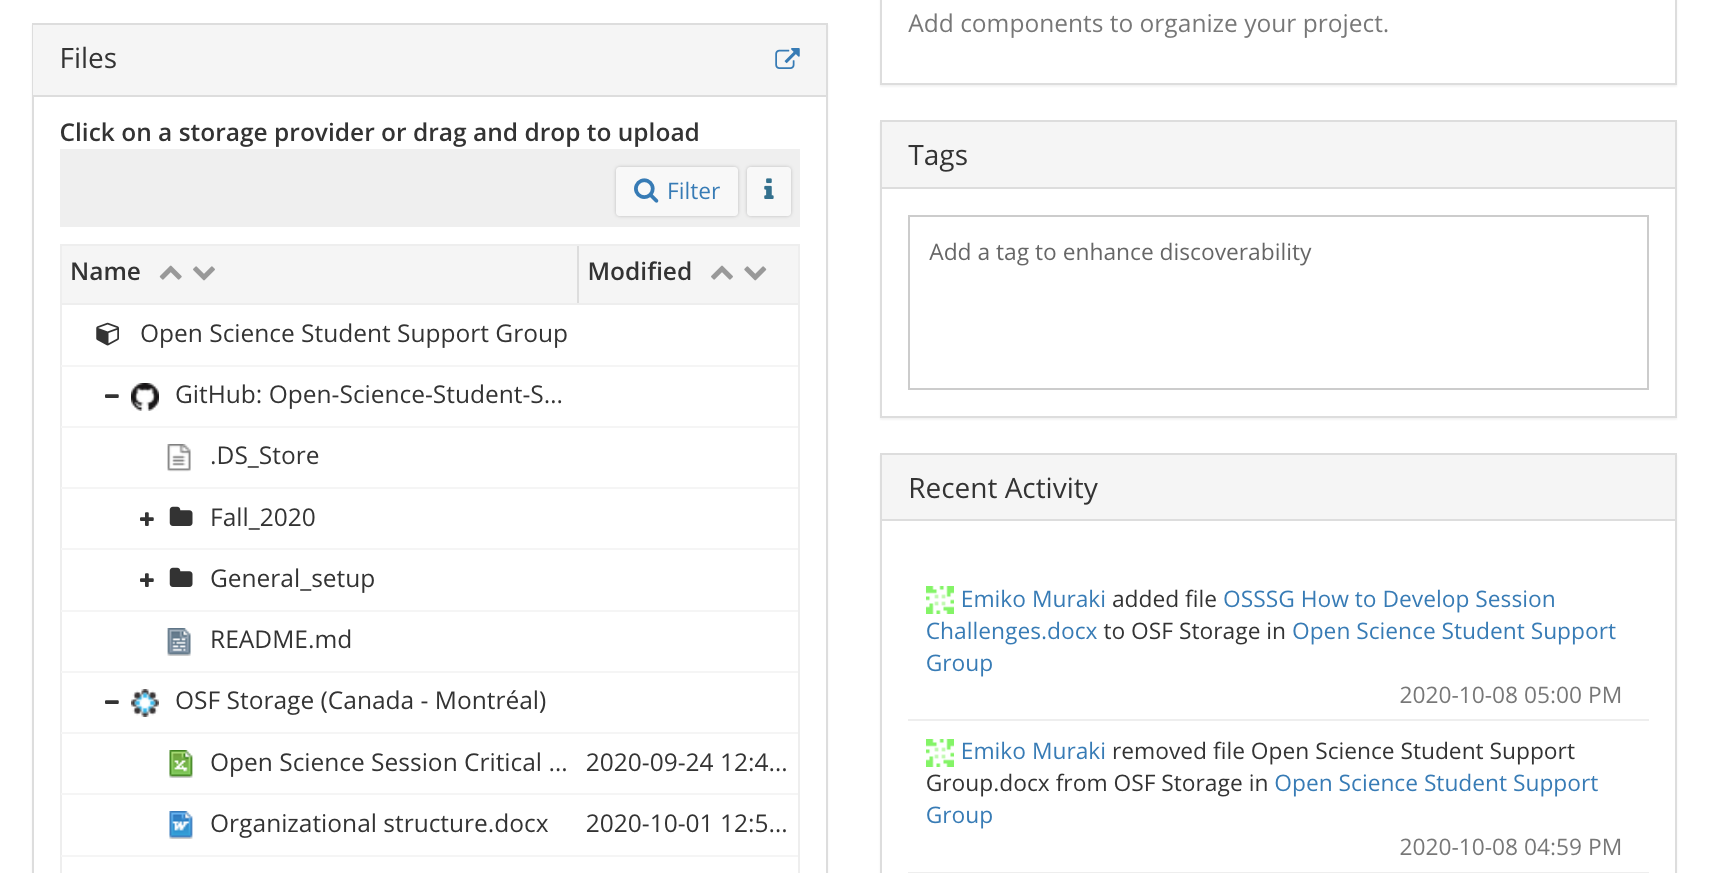 Files
Click on a storage provider or drag and drop to upload
Filter
Name
Modified
Open Science Student Support Group
GitHub: Open-Science-Student-S...
.DS_Store
Fall_2020
General_setup
README.md
OSF Storage (Canada - Montréal)
Open Science Session Critical ... 2020-09-24 12:4...
Organizational structure.docx 2020-10-01 12:5...
Add components to organize your project.
Tags
Add a tag to enhance discoverability
Recent Activity
Emiko Muraki added file OSSSG How to Develop Session
Challenges.docx to OSF Storage in Open Science Student Support
Group
2020-10-08 05:00 PM
Emiko Muraki removed file Open Science Student Support
Group.docx from OSF Storage in Open Science Student Support
Group
2020-10-08 04:59 PM